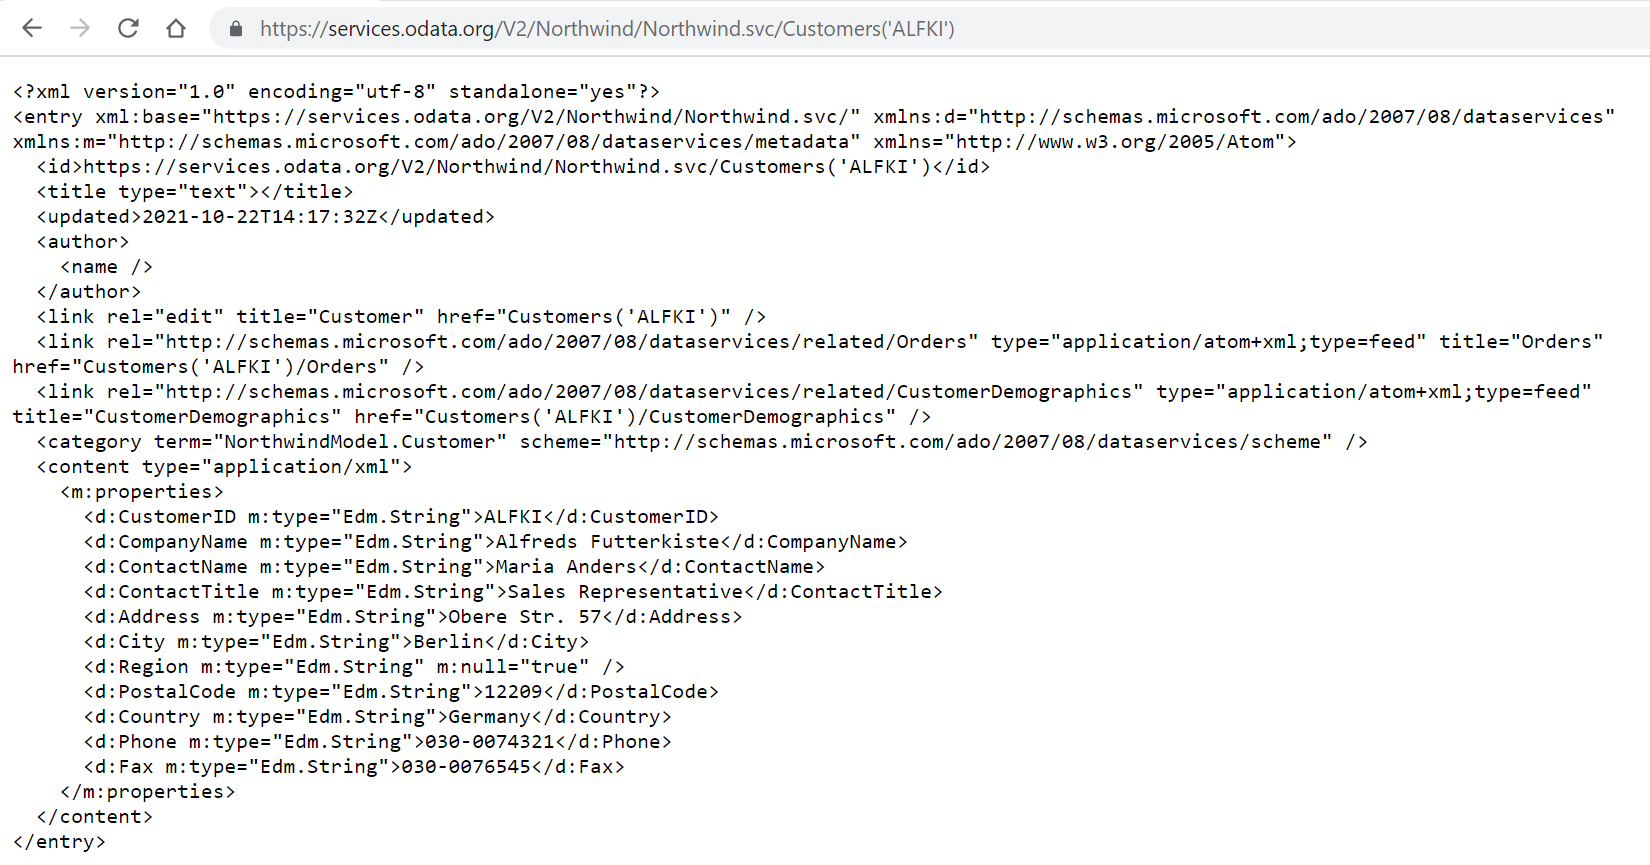 https://services.odata.org/V2/Northwind/Northwind.svc/Customers('ALFKI')
<?xml version="1.0" encoding="utf-8" standalone="yes"?>
<entry xml:base="https://services.odata.org/V2/Northwind/Northwind.svc/" xmlns:d="http://schemas.microsoft.com/ado/2007/08/dataservices"
xmlns:m="http://schemas.microsoft.com/ado/2007/08/dataservices/metadata" xmlns="http://www.w3.org/2005/Atom">
  <id>https://services.odata.org/V2/Northwind/Northwind.svc/Customers('ALFKI')</id>
  <title type="text"></title>
  <updated>2021-10-22T14:17:32Z</updated>
  <author>
    <name />
  </author>
  <link rel="edit" title="Customer" href="Customers('ALFKI')" />
  <link rel="http://schemas.microsoft.com/ado/2007/08/dataservices/related/Orders" type="application/atom+xml;type=feed" title="Orders"
href="Customers('ALFKI')/Orders" />
  <link rel="http://schemas.microsoft.com/ado/2007/08/dataservices/related/CustomerDemographics" type="application/atom+xml;type=feed"
title="CustomerDemographics" href="Customers('ALFKI')/CustomerDemographics" />
  <category term="NorthwindModel.Customer" scheme="http://schemas.microsoft.com/ado/2007/08/dataservices/scheme" />
  <content type="application/xml">
    <m:properties>
      <d:CustomerID m:type="Edm.String">ALFKI</d:CustomerID>
      <d:CompanyName m:type="Edm.String">Alfreds Futterkiste</d:CompanyName>
      <d:ContactName m:type="Edm.String">Maria Anders</d:ContactName>
      <d:ContactTitle m:type="Edm.String">Sales Representative</d:ContactTitle>
      <d:Address m:type="Edm.String">Obere Str. 57</d:Address>
      <d:City m:type="Edm.String">Berlin</d:City>
      <d:Region m:type="Edm.String" m:null="true" />
      <d:PostalCode m:type="Edm.String">12209</d:PostalCode>
      <d:Country m:type="Edm.String">Germany</d:Country>
      <d:Phone m:type="Edm.String">030-0074321</d:Phone>
      <d:Fax m:type="Edm.String">030-0076545</d:Fax>
    </m:properties>
  </content>
</entry>